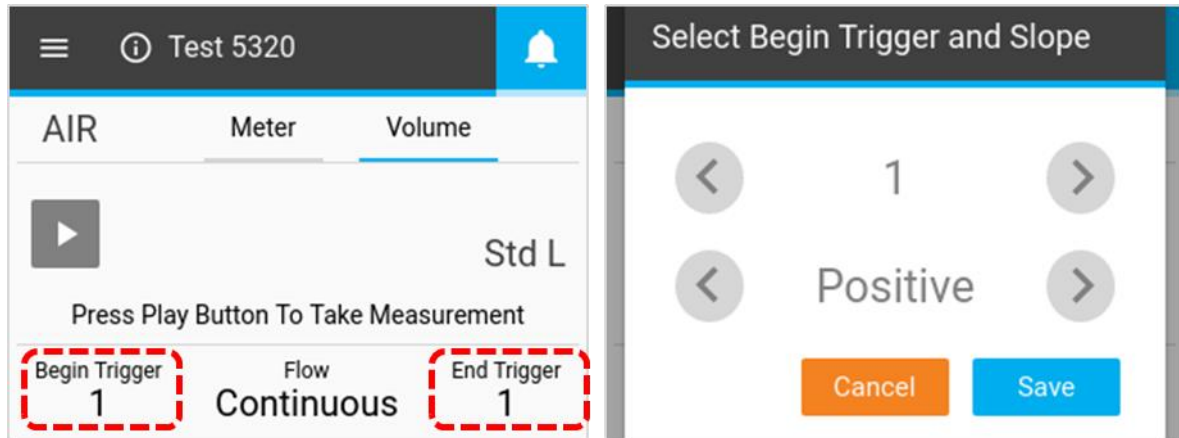 Test 5320
AIR Meter Volume
Std L
Press Play Button To Take Measurement
Begin Trigger Flow End Trigger
1 Continuous 1
Select Begin Trigger and Slope
1
Positive
Cancel Save